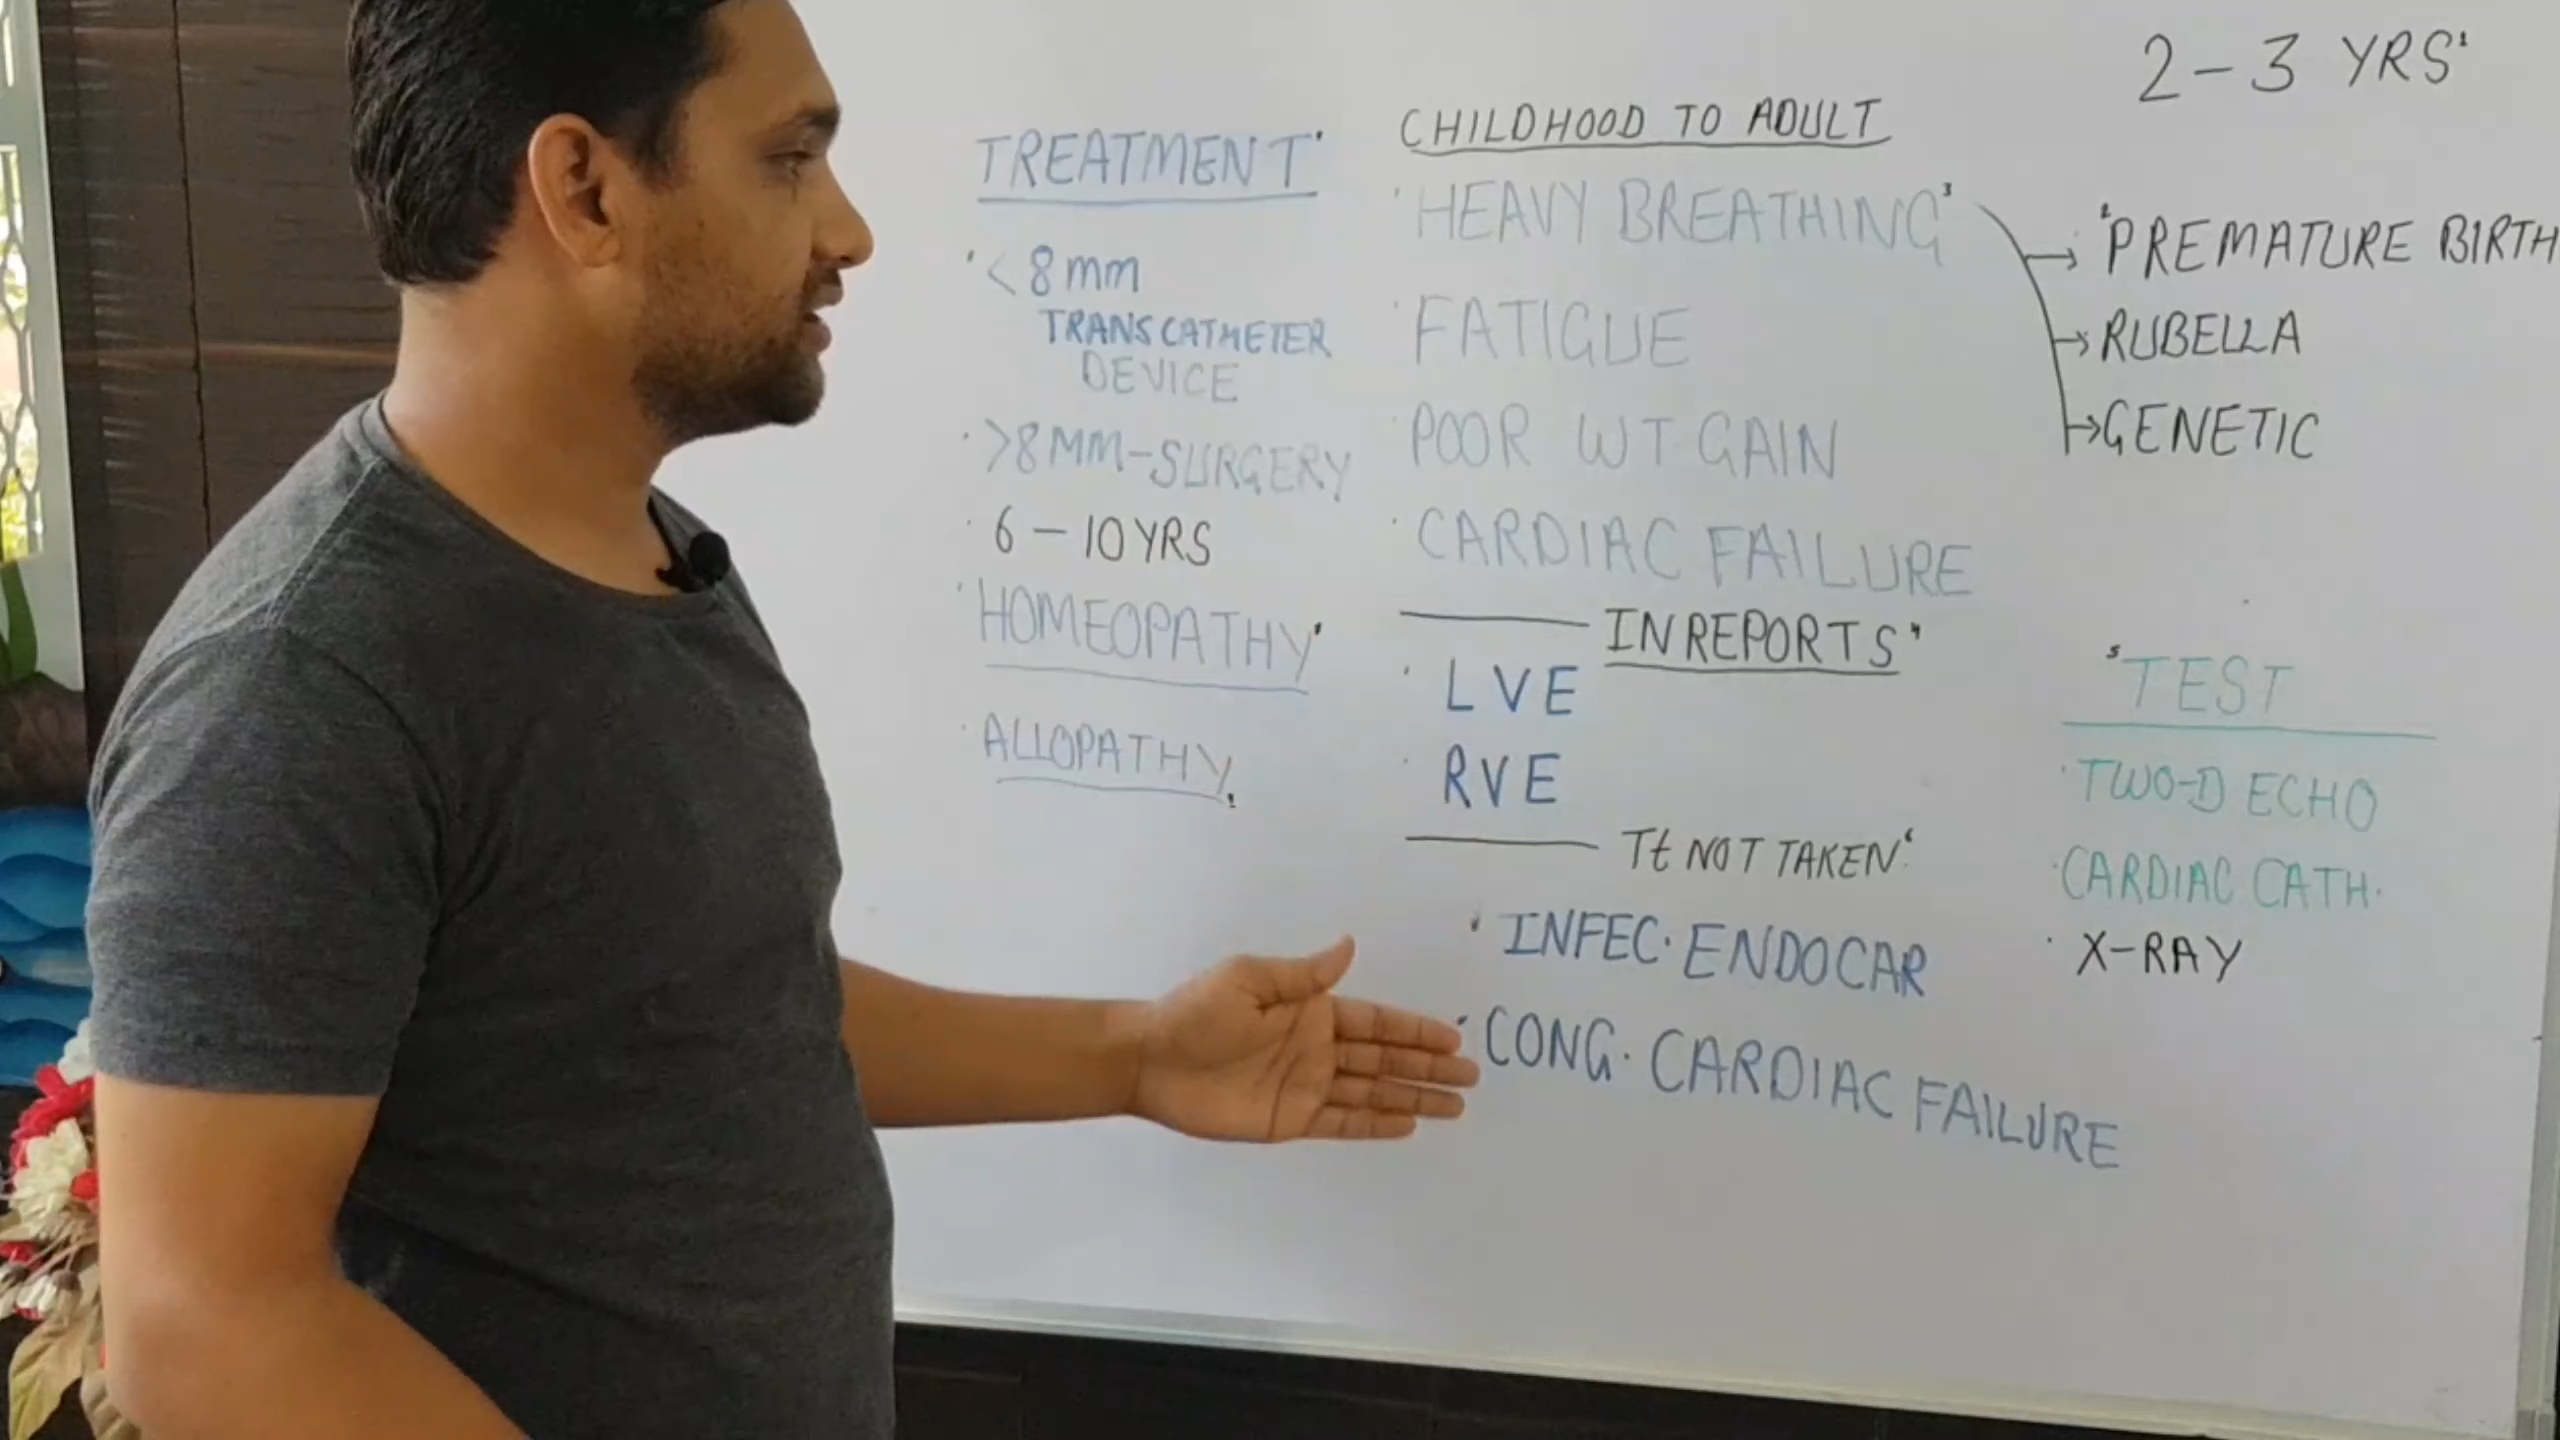 TREATMENT
<8mm
TRANSCATHETER
DEVICE
>8MM-SURGERY
6-10YRS
HOMEOPATHY
ALLOPATHY
CHILDHOOD TO ADULT
HEAVY BREATHING
FATIGUE
POOR WT. GAIN
CARDIAC FAILURE
IN REPORTS
LVE
RVE
Tt NOT TAKEN
INFEC. ENDOCAR
CONG. CARDIAC FAILURE
2-3 YRS
PREMATURE BIRTH
RUBELLA
GENETIC
TEST
TWO-D ECHO
CARDIAC CATH.
X-RAY